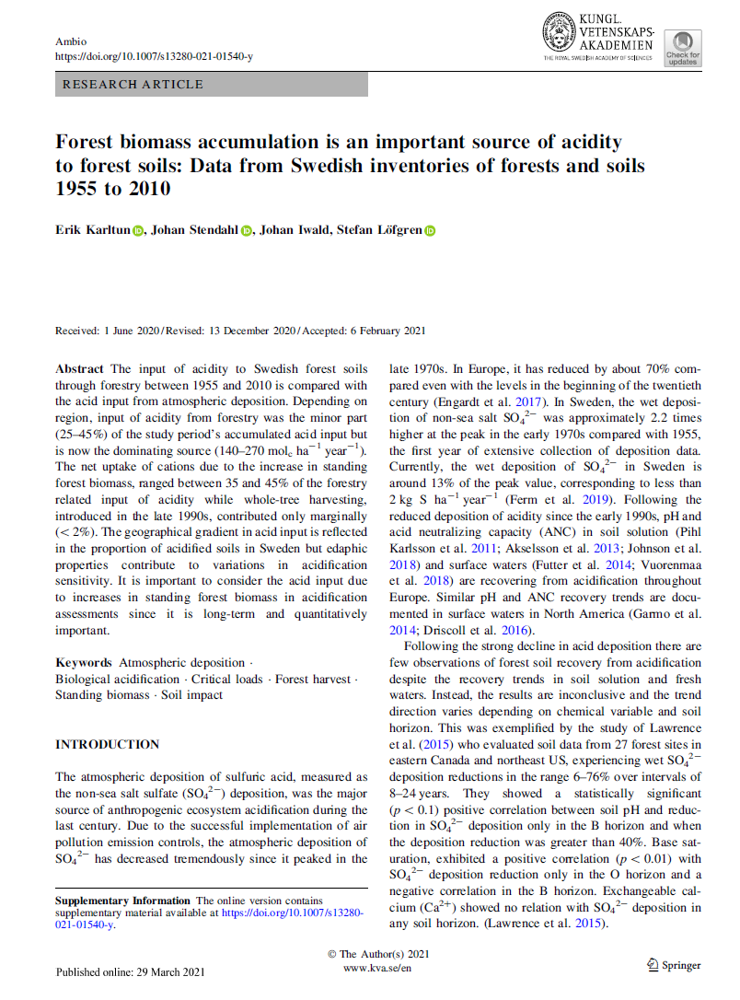 Ambio
https://doi.org/10.1007/s13280-021-01540-y
KUNGL.
VETENSKAPS-
AKADEMIEN
THE ROYAL SWEDISH ACADEMY OF SCIENCES
Check for
updates
RESEARCH ARTICLE
Forest biomass accumulation is an important source of acidity
to forest soils: Data from Swedish inventories of forests and soils
1955 to 2010
Erik Karltun, Johan Stendahl, Johan Iwald, Stefan Löfgren
Received: 1 June 2020 / Revised: 13 December 2020 / Accepted: 6 February 2021
Abstract The input of acidity to Swedish forest soils
through forestry between 1955 and 2010 is compared with
the acid input from atmospheric deposition. Depending on
region, input of acidity from forestry was the minor part
(25–45%) of the study period's accumulated acid input but
is now the dominating source (140–270 molc ha−1 year−1).
The net uptake of cations due to the increase in standing
forest biomass, ranged between 35 and 45% of the forestry
related input of acidity while whole-tree harvesting,
introduced in the late 1990s, contributed only marginally
(< 2%). The geographical gradient in acid input is reflected
in the proportion of acidified soils in Sweden but edaphic
properties contribute to variations in acidification
sensitivity. It is important to consider the acid input due
to increases in standing forest biomass in acidification
assessments since it is long-term and quantitatively
important.
Keywords Atmospheric deposition ·
Biological acidification · Critical loads · Forest harvest ·
Standing biomass · Soil impact
INTRODUCTION
The atmospheric deposition of sulfuric acid, measured as
the non-sea salt sulfate (SO4 2−) deposition, was the major
source of anthropogenic ecosystem acidification during the
last century. Due to the successful implementation of air
pollution emission controls, the atmospheric deposition of
SO4 2− has decreased tremendously since it peaked in the
Supplementary Information The online version contains
supplementary material available at https://doi.org/10.1007/s13280-
021-01540-y.
late 1970s. In Europe, it has reduced by about 70% com-
pared even with the levels in the beginning of the twentieth
century (Engardt et al. 2017). In Sweden, the wet deposi-
tion of non-sea salt SO4 2− was approximately 2.2 times
higher at the peak in the early 1970s compared with 1955,
the first year of extensive collection of deposition data.
Currently, the wet deposition of SO4 2− in Sweden is
around 13% of the peak value, corresponding to less than
2 kg S ha−1 year−1 (Ferm et al. 2019). Following the
reduced deposition of acidity since the early 1990s, pH and
acid neutralizing capacity (ANC) in soil solution (Pihl
Karlsson et al. 2011; Akselsson et al. 2013; Johnson et al.
2018) and surface waters (Futter et al. 2014; Vuorenmaa
et al. 2018) are recovering from acidification throughout
Europe. Similar pH and ANC recovery trends are docu-
mented in surface waters in North America (Garmo et al.
2014; Driscoll et al. 2016).
Following the strong decline in acid deposition there are
few observations of forest soil recovery from acidification
despite the recovery trends in soil solution and fresh
waters. Instead, the results are inconclusive and the trend
direction varies depending on chemical variable and soil
horizon. This was exemplified by the study of Lawrence
et al. (2015) who evaluated soil data from 27 forest sites in
eastern Canada and northeast US, experiencing wet SO4 2−
deposition reductions in the range 6–76% over intervals of
8–24 years. They showed a statistically significant
(p < 0.1) positive correlation between soil pH and reduc-
tion in SO4 2− deposition only in the B horizon and when
the deposition reduction was greater than 40%. Base sat-
uration, exhibited a positive correlation (p < 0.01) with
SO4 2− deposition reduction only in the O horizon and a
negative correlation in the B horizon. Exchangeable cal-
cium (Ca2+) showed no relation with SO4 2− deposition in
any soil horizon. (Lawrence et al. 2015).
Published online: 29 March 2021
© The Author(s) 2021
www.kva.se/en
Springer